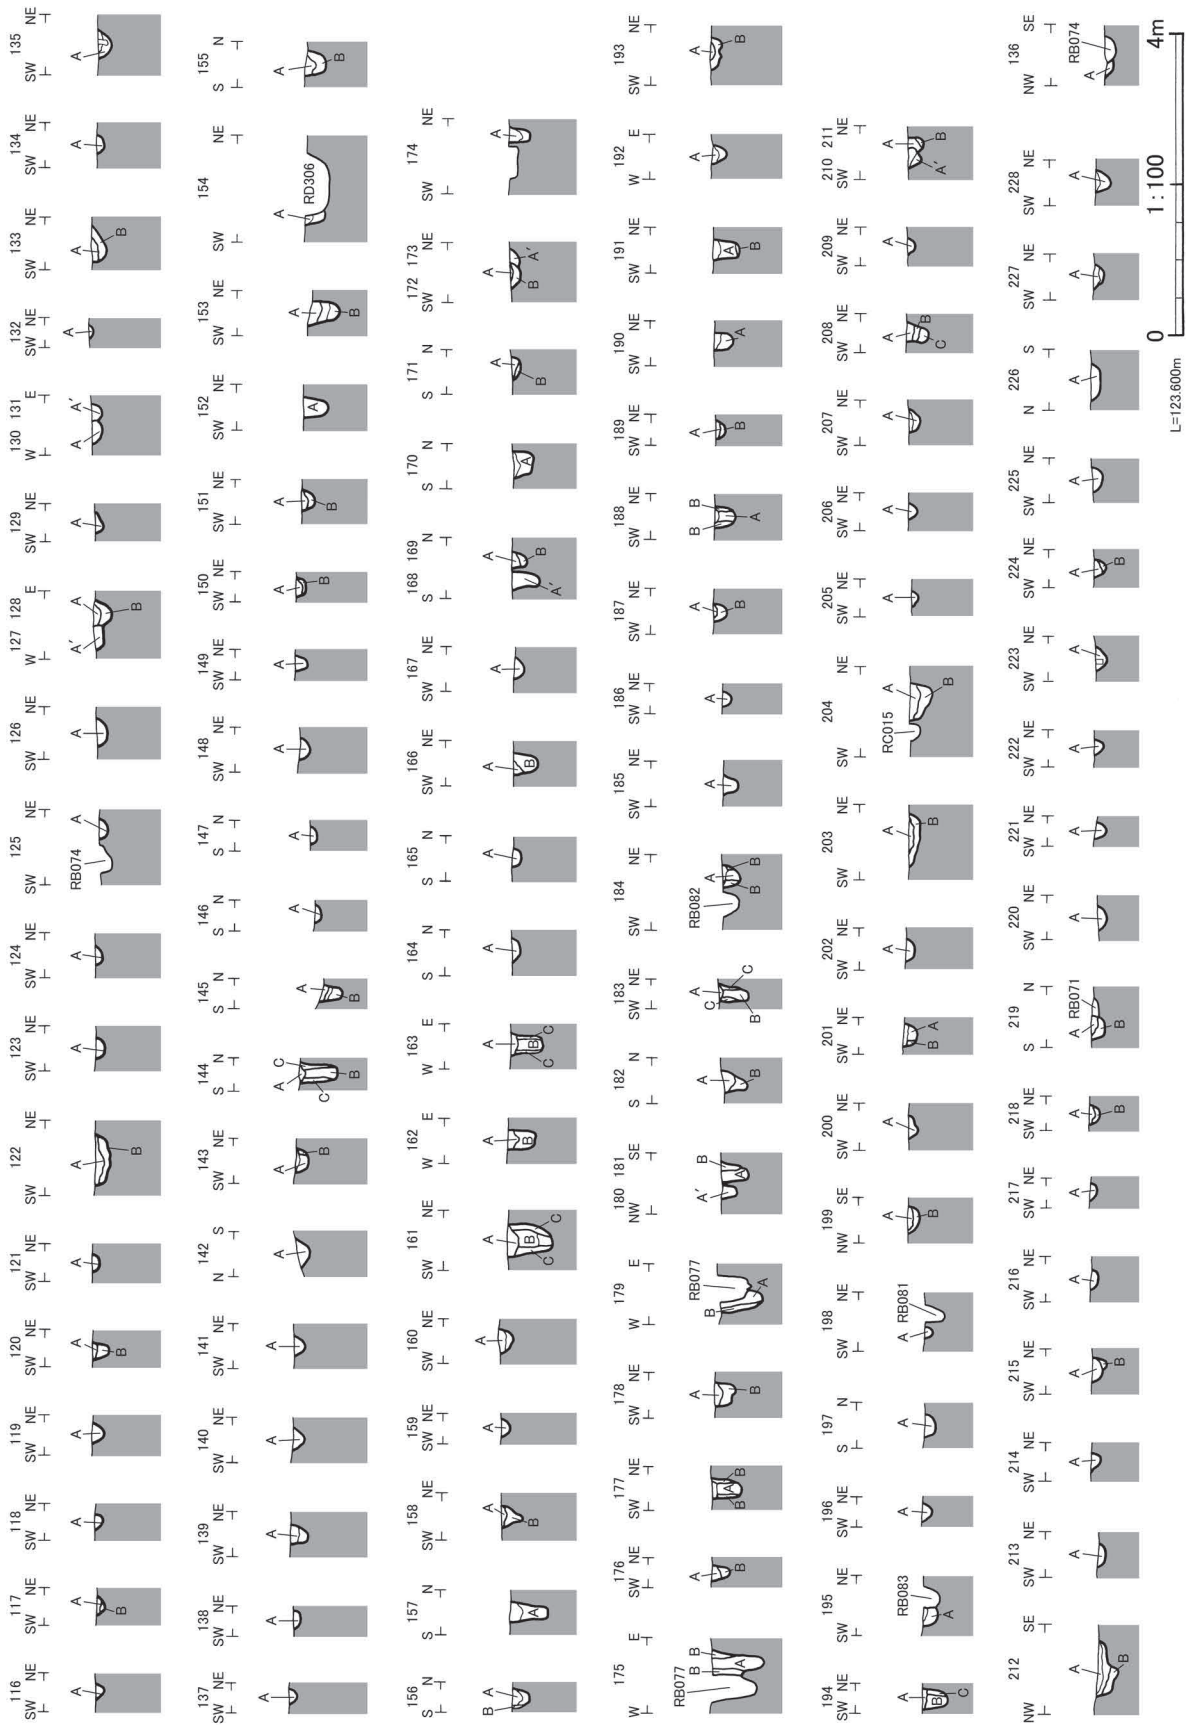 116 117 118 119 120 121 122 123 124 125 126 127 128 129 130 131 132 133 134 135
SW NE SW NE SW NE SW NE SW NE SW NE SW NE SW NE SW NE SW NE SW NE W E SW NE W E SW NE SW NE SW NE SW NE
A A B A A A B A A B A A RB074 A A A' A B A A A' A A B A A
137 138 139 140 141 142 143 144 145 146 147 148 149 150 151 152 153 154 155
SW NE SW NE SW NE SW NE SW NE N S SW NE S N S N S N S N SW NE SW NE SW NE SW NE SW NE SW NE SW NE S N
A A A A A A A B A C C B A B A A A A A B A B A A B A RD306 A B
156 157 158 159 160 161 162 163 164 165 166 167 168 169 170 171 172 173 174
S N S N SW NE SW NE SW NE SW NE W E W E S N S N SW NE SW NE S N S N S N SW NE SW NE
B A A A B A A A B C C A B A B C C A A A B A A' A B A A B A B A' A
175 176 177 178 179 180 181 182 183 184 185 186 187 188 189 190 191 192 193
W E SW NE SW NE SW NE W E NW SE S N SW NE SW NE SW NE SW NE SW NE SW NE SW NE SW NE SW NE W E SW NE
RB077 B B A A B B A B A B B RB077 A A' B A A B C A C B RB082 A B B A A A B B B A A B A A B A A B
194 195 196 197 198 199 200 201 202 203 204 205 206 207 208 209 210 211
SW NE SW NE SW NE S N SW NE NW SE SW NE SW NE SW NE SW NE SW NE SW NE SW NE SW NE SW NE SW NE SW NE
A B C RB083 A A A A RB081 A B A B A A A B RC015 A B A A A A B C A A' A B
212 213 214 215 216 217 218 219 220 221 222 223 224 225 226 227 228 136
NW SE SW NE SW NE SW NE SW NE SW NE SW NE S N SW NE SW NE SW NE SW NE SW NE SW NE N S SW NE SW NE NW SE
A B A A A B A A A B A RB071 B A A A A A B A A A A A RB074
L=123.600m
0 1:100 4m